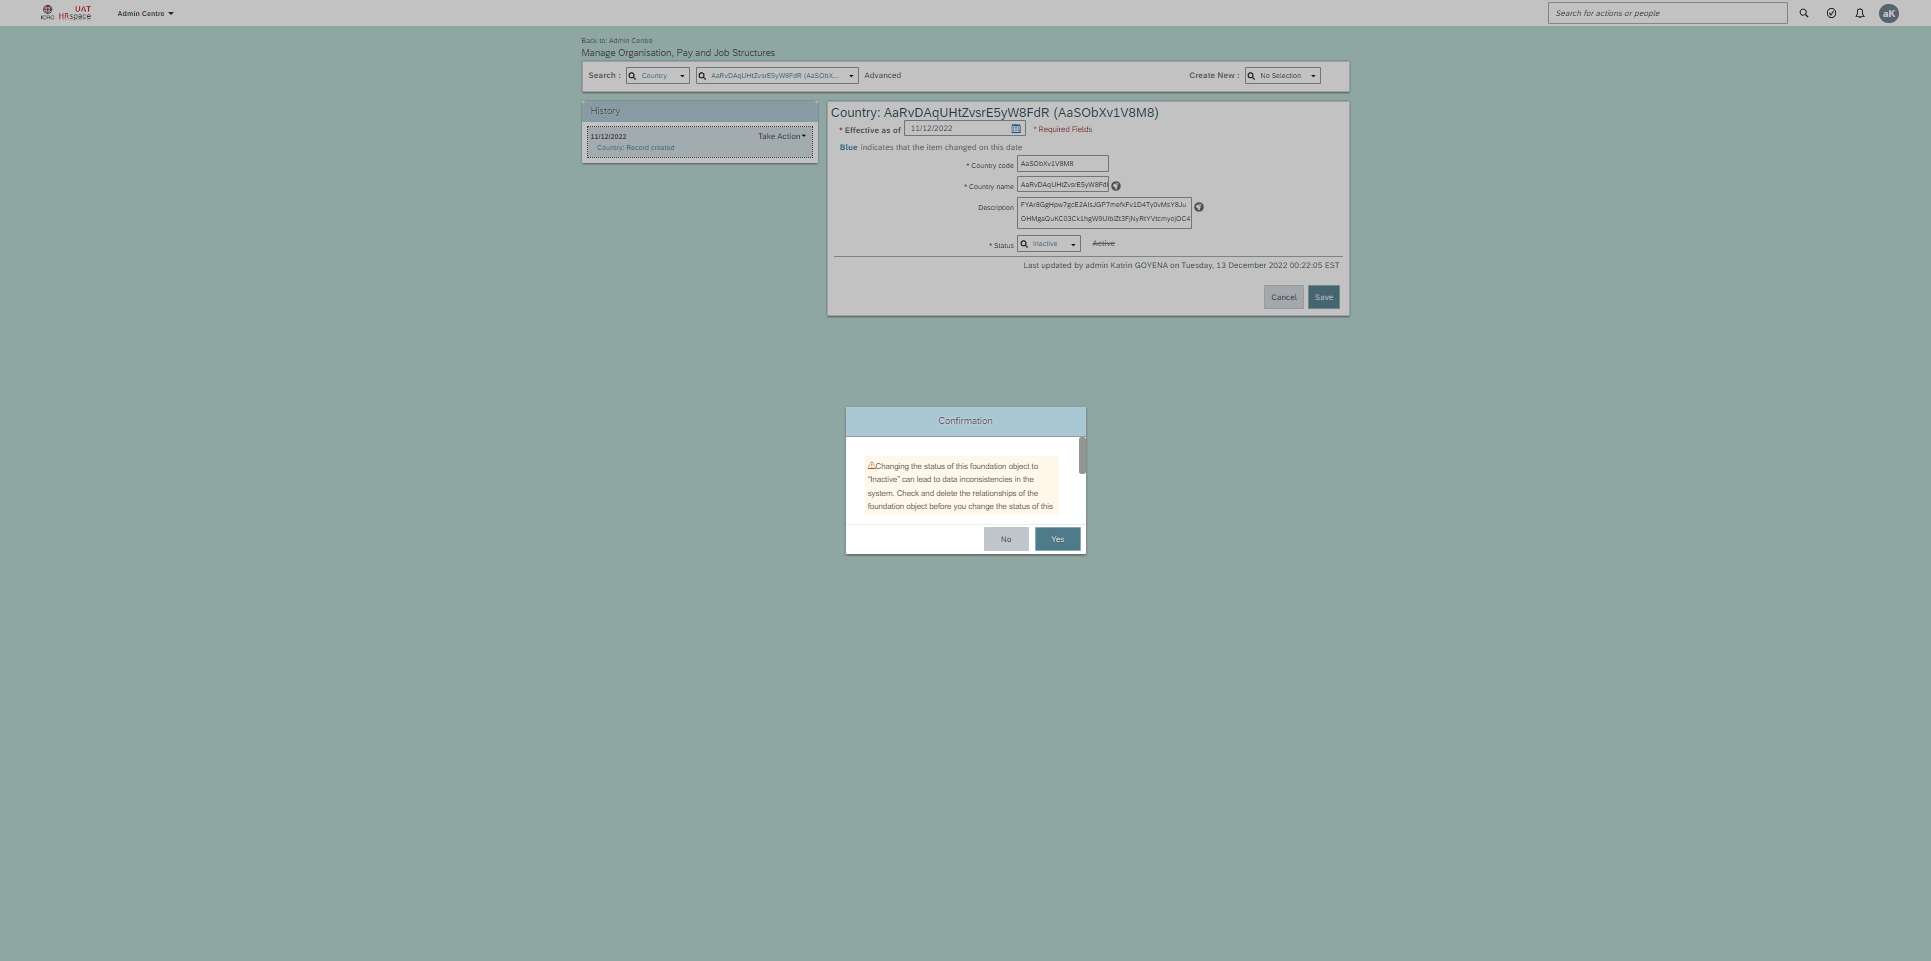 ICRC
UAT
HRspace
Admin Centre
Search for actions or people
aK
Back to: Admin Centre
Manage Organisation, Pay and Job Structures
Search :
Country
AaRvDAqUHtZvsrE5yW8FdR (AaSObX...
Advanced
Create New :
No Selection
History
11/12/2022
Take Action
Country: Record created
Country: AaRvDAqUHtZvsrE5yW8FdR (AaSObXv1V8M8)
* Effective as of
11/12/2022
* Required Fields
Blue indicates that the item changed on this date
* Country code
AaSObXv1V8M8
* Country name
Description
* Status
Inactive
Active
Last updated by admin Katrin GOYENA on Tuesday, 13 December 2022 00:22:05 EST
Cancel
Save
Confirmation
Changing the status of this foundation object to
"Inactive" can lead to data inconsistencies in the
system. Check and delete the relationships of the
foundation object before you change the status of this
No
Yes